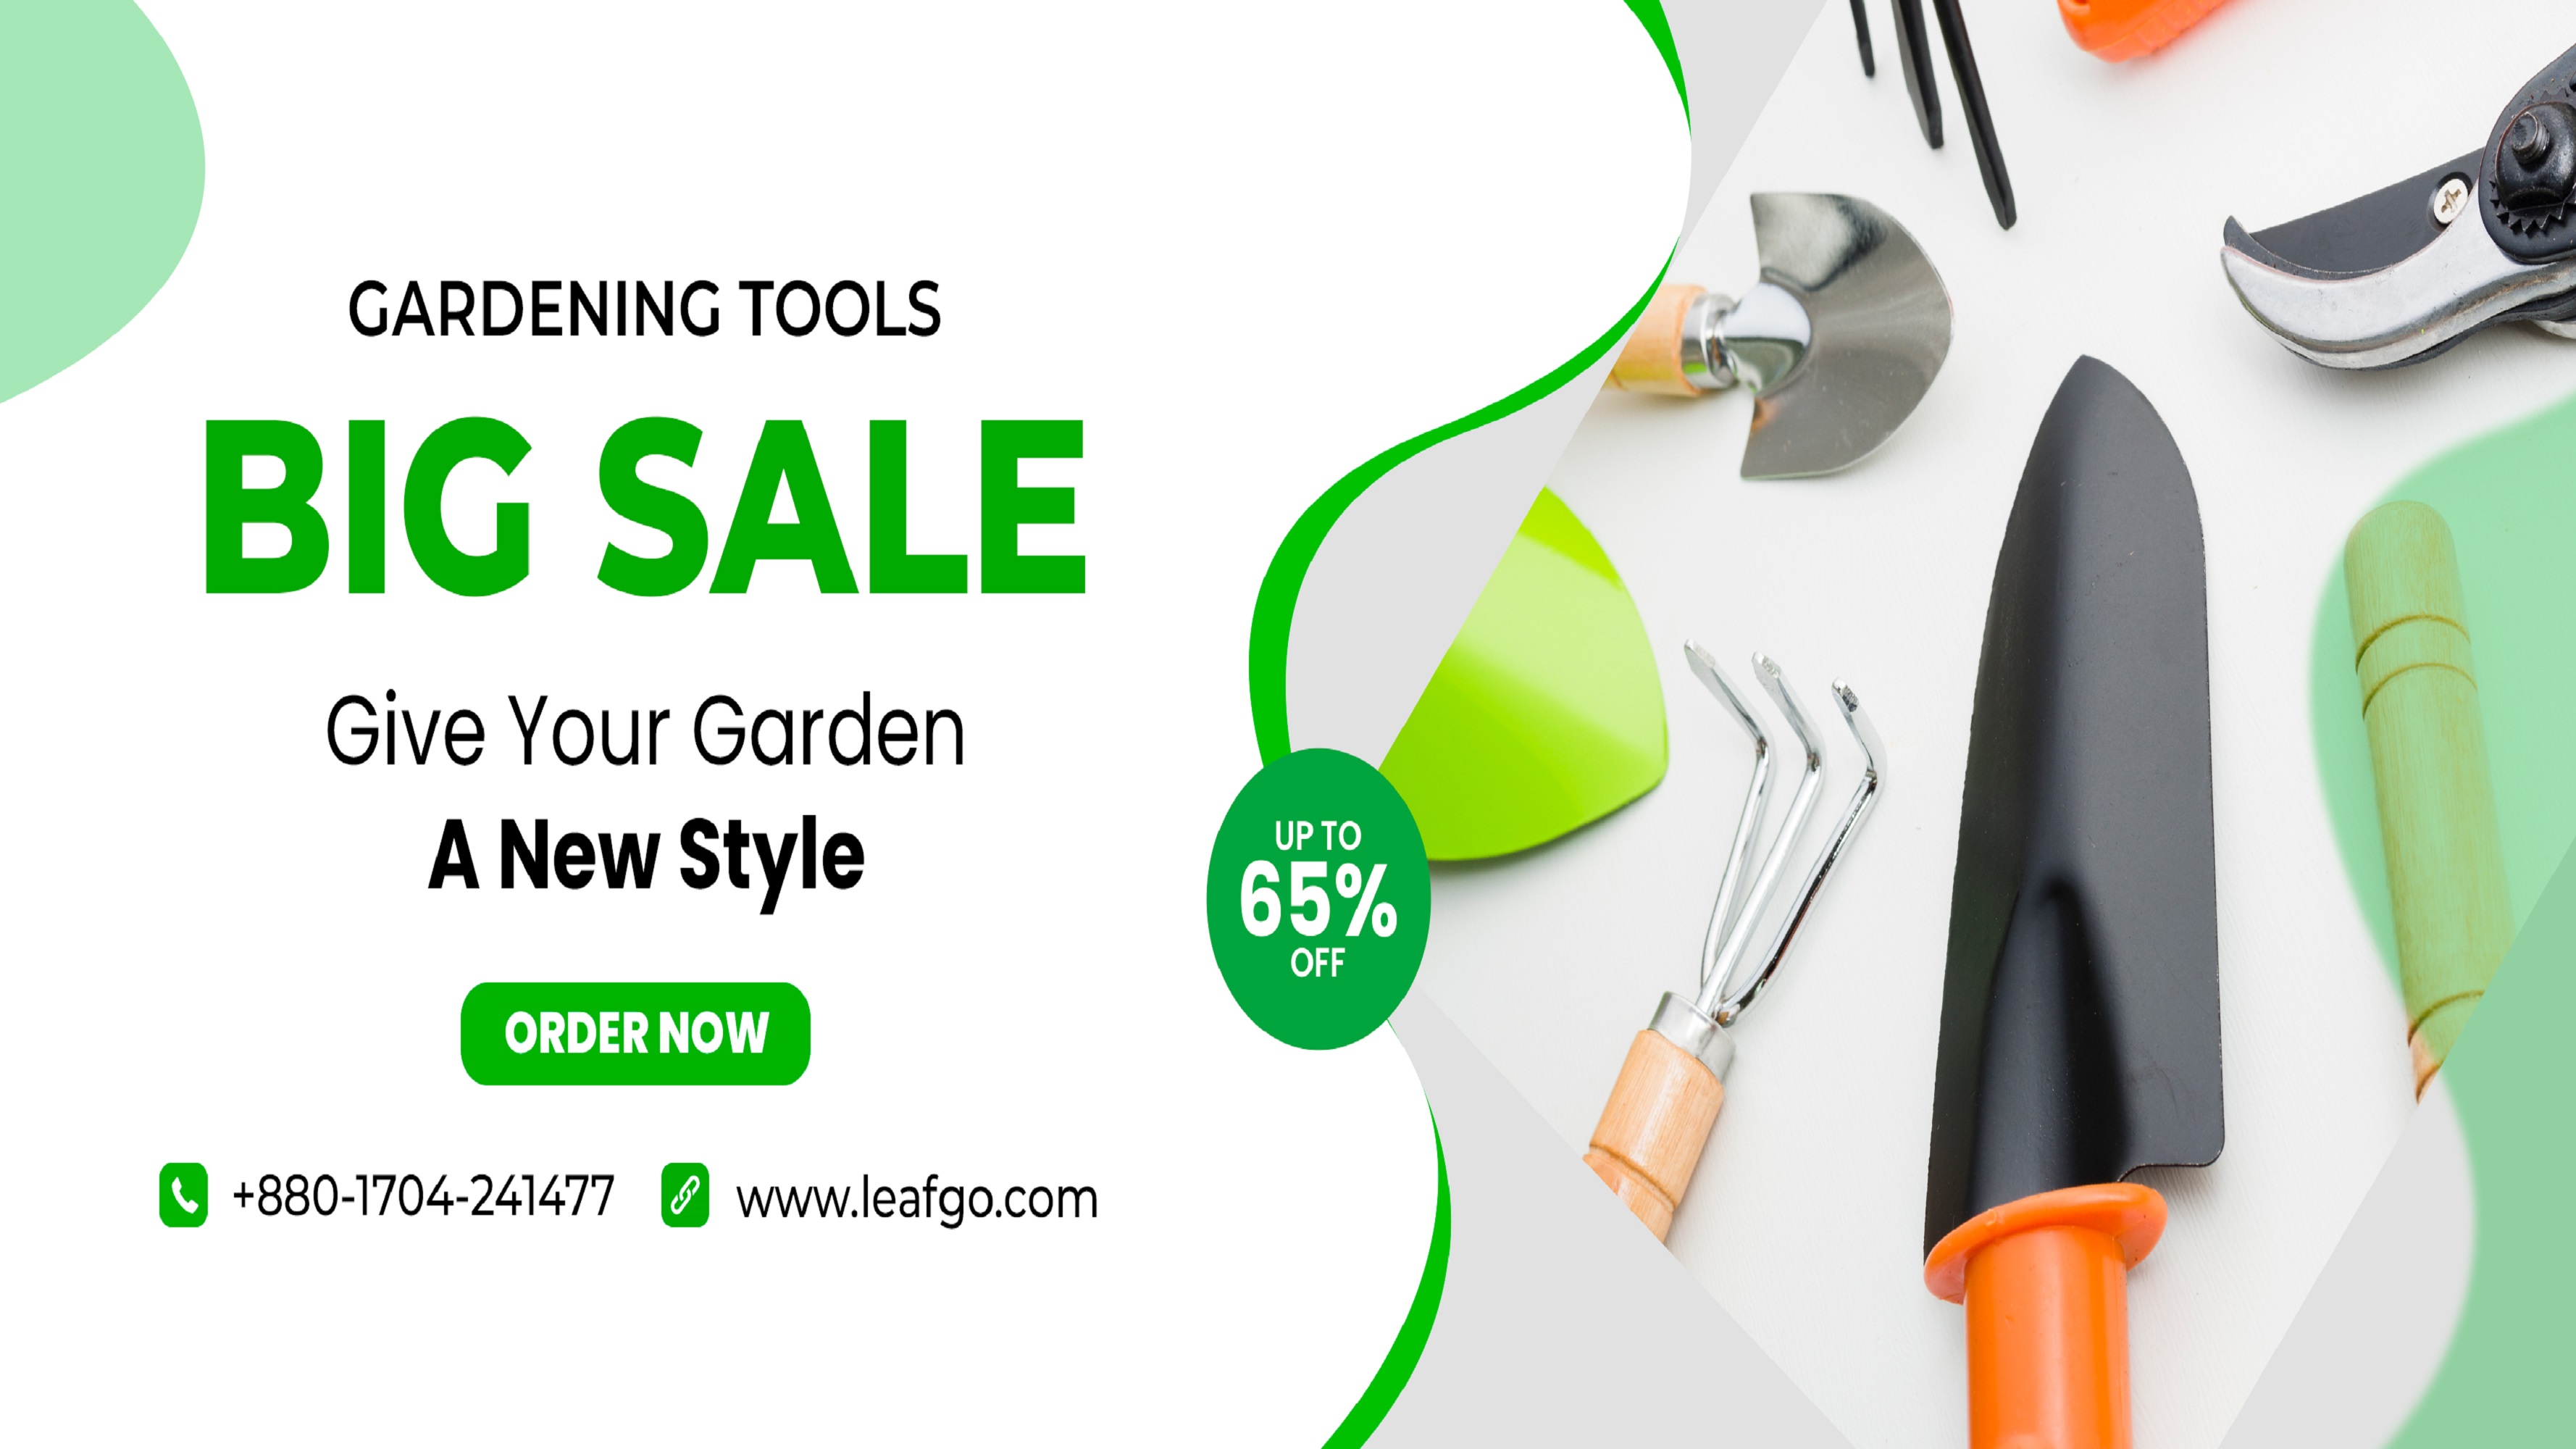 GARDENING TOOLS
BIG SALE
Give Your Garden
A New Style
UP TO
65%
OFF
ORDER NOW
+880-1704-241477
www.leafgo.com